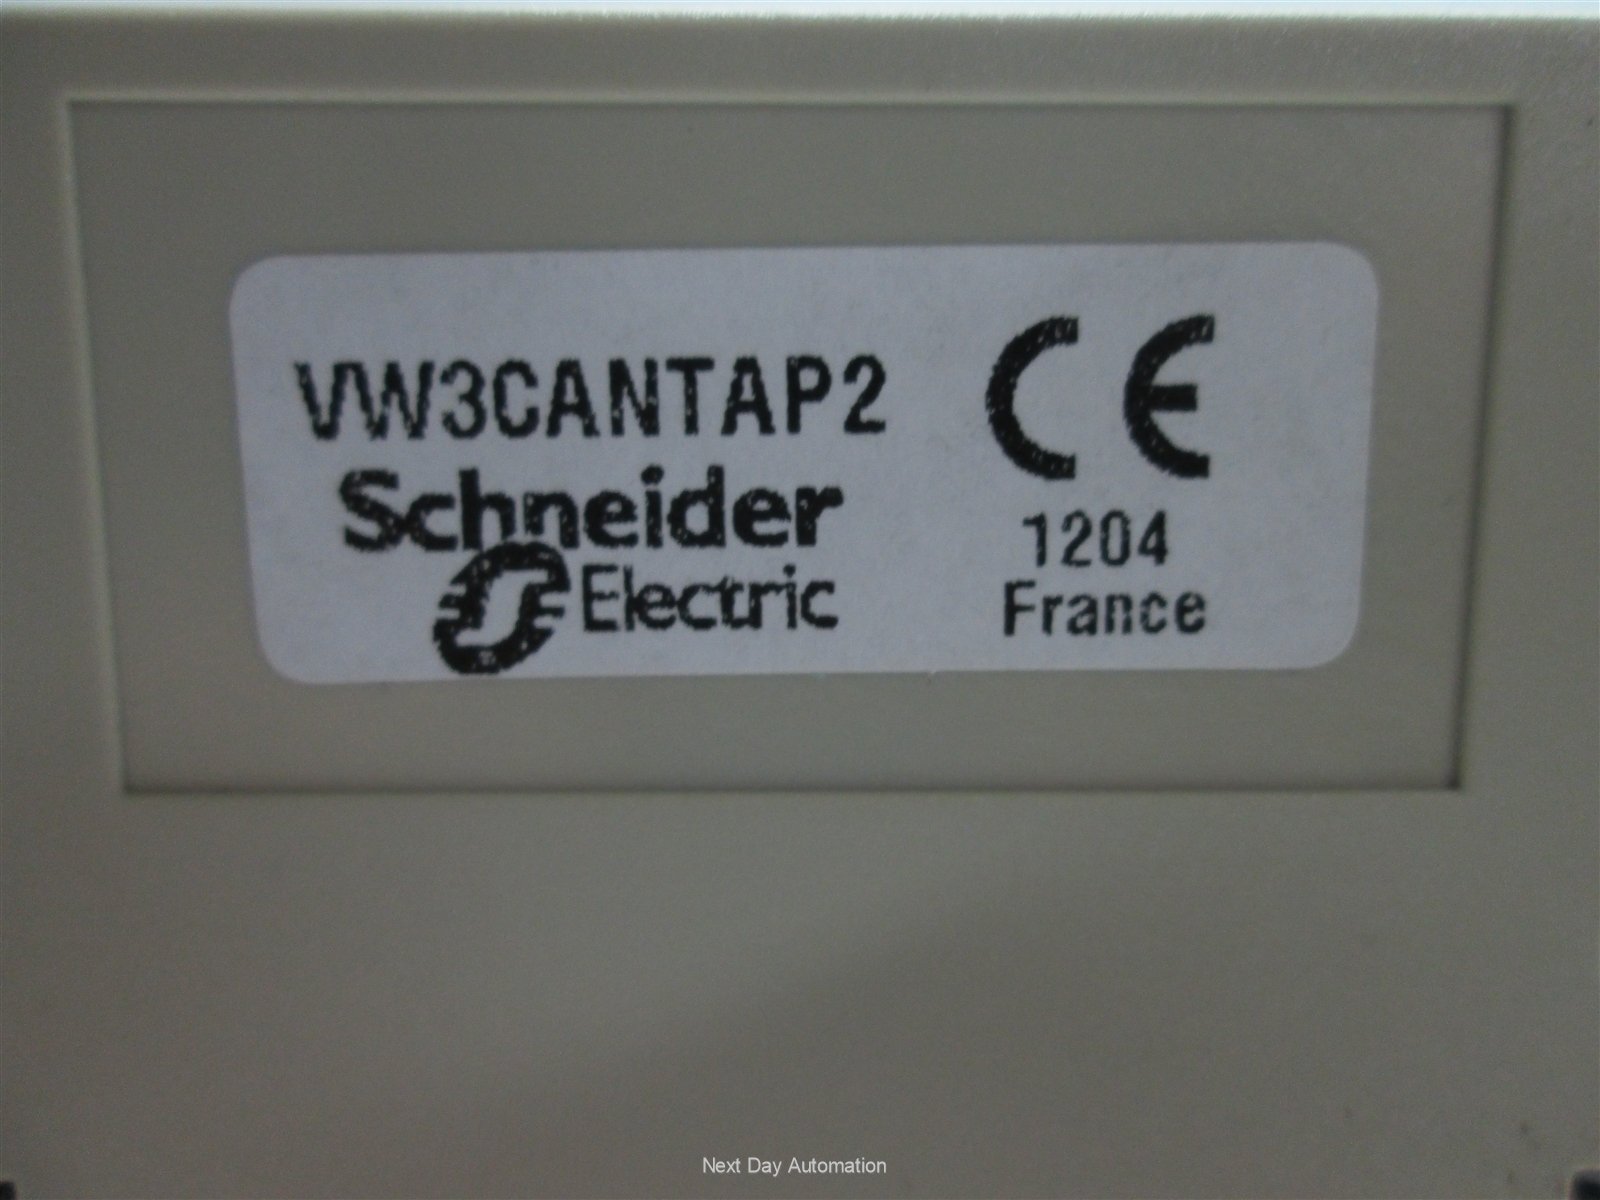 VW3CANTAP2
Schneider
Electric
CE
1204
France
Next Day Automation